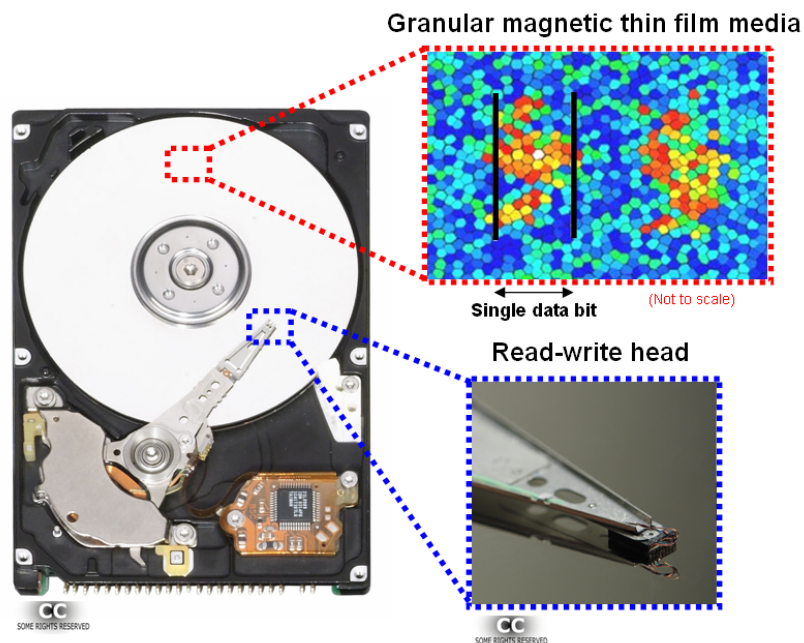 Granular magnetic thin film media
Single data bit
(Not to scale)
Read-write head
CC
SOME RIGHTS RESERVED
CC
SOME RIGHTS RESERVED